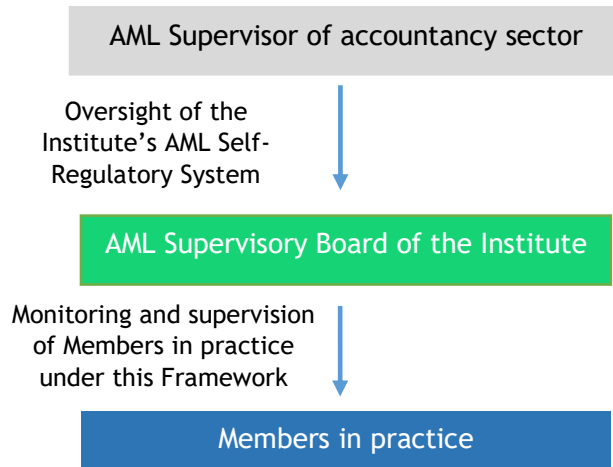 AML Supervisor of accountancy sector
Oversight of the
Institute's AML Self-
Regulatory System
AML Supervisory Board of the Institute
Monitoring and supervision
of Members in practice
under this Framework
Members in practice